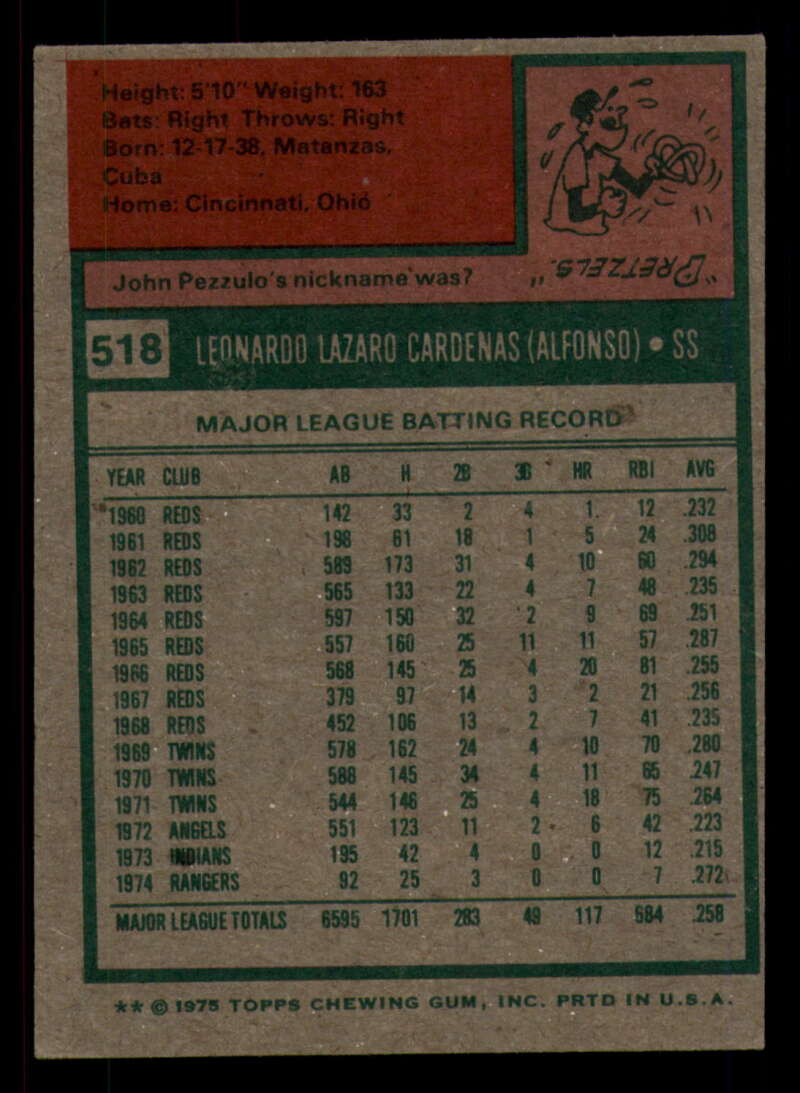 Height: 5'10" Weight: 163
Bats: Right Throws: Right
Born: 12-17-38, Matanzas,
Cuba
Home: Cincinnati, Ohio
John Pezzulo's nickname was?
"PRETZELS."
518 LEONARDO LAZARO CARDENAS (ALFONSO) • SS
MAJOR LEAGUE BATTING RECORD
YEAR CLUB AB H 2B 3B HR RBI AVG
1960 REDS 142 33 2 4 1 12 .232
1961 REDS 198 61 18 1 5 24 .308
1962 REDS 589 173 31 4 10 60 .294
1963 REDS 565 133 22 4 7 48 .235
1964 REDS 597 150 32 2 9 69 .251
1965 REDS 557 160 25 11 11 57 .287
1966 REDS 568 145 25 4 20 81 .255
1967 REDS 379 97 14 3 2 21 .256
1968 REDS 452 106 13 2 7 41 .235
1969 TWINS 578 162 24 4 10 70 .280
1970 TWINS 588 145 34 4 11 65 .247
1971 TWINS 544 146 25 4 18 75 .264
1972 ANGELS 551 123 11 2 6 42 .223
1973 INDIANS 195 42 4 0 0 12 .215
1974 RANGERS 92 25 3 0 0 7 .272
MAJOR LEAGUE TOTALS 6595 1701 283 49 117 684 .258
** © 1975 TOPPS CHEWING GUM, INC. PRTD IN U.S.A.